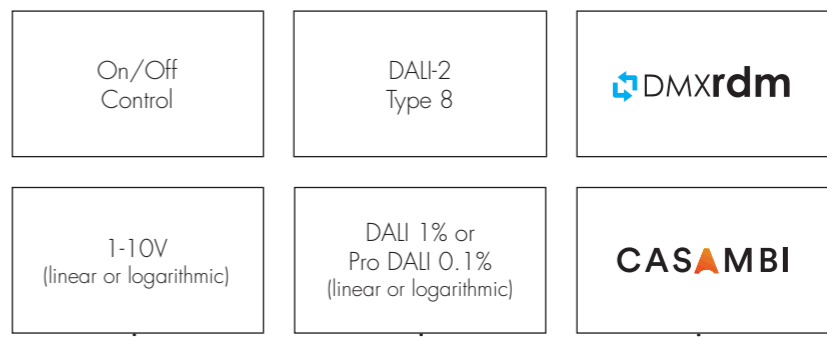 On/Off
Control
DALI-2
Type 8
DMXrdm
1-10V
(linear or logarithmic)
DALI 1% or
Pro DALI 0.1%
(linear or logarithmic)
CASAMBI